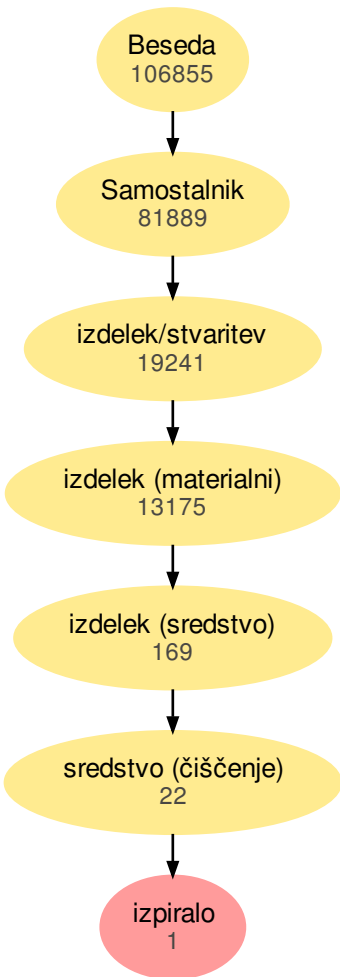 Beseda
106855
Samostalnik
81889
izdelek/stvaritev
19241
izdelek (materialni)
13175
izdelek (sredstvo)
169
sredstvo (čiščenje)
22
izpiralo
1